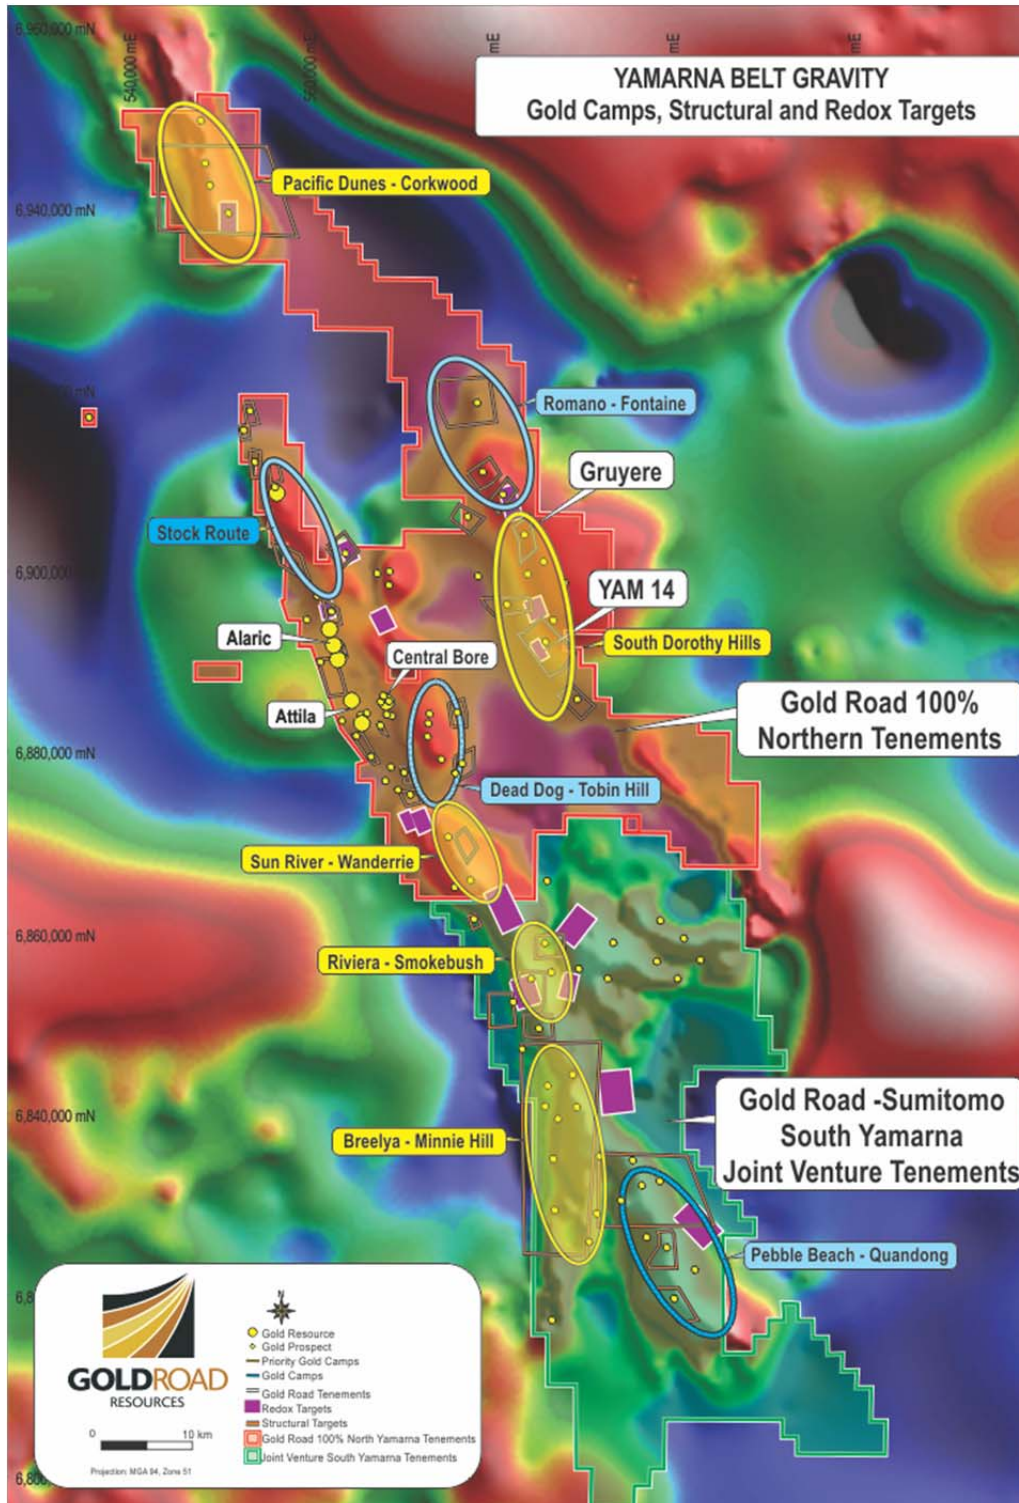 6,960,000 mN
540,000 mE
560,000 mE
mE
mE
mE
YAMARNA BELT GRAVITY
Gold Camps, Structural and Redox Targets
Pacific Dunes - Corkwood
6,940,000 mN
mN
Romano - Fontaine
Gruyere
Stock Route
6,900,000 mN
YAM 14
Alaric
South Dorothy Hills
Central Bore
Attila
Gold Road 100%
Northern Tenements
6,880,000 mN
Dead Dog - Tobin Hill
Sun River - Wanderrie
6,860,000 mN
Riviera - Smokebush
6,840,000 mN
Gold Road -Sumitomo
South Yamarna
Joint Venture Tenements
Breelya - Minnie Hill
Pebble Beach - Quandong
N
GOLDROAD
RESOURCES
0 10 km
Projection: MGA 94, Zone 51
Gold Resource
Gold Prospect
Priority Gold Camps
Gold Camps
Gold Road Tenements
Redox Targets
Structural Targets
Gold Road 100% North Yamarna Tenements
Joint Venture South Yamarna Tenements